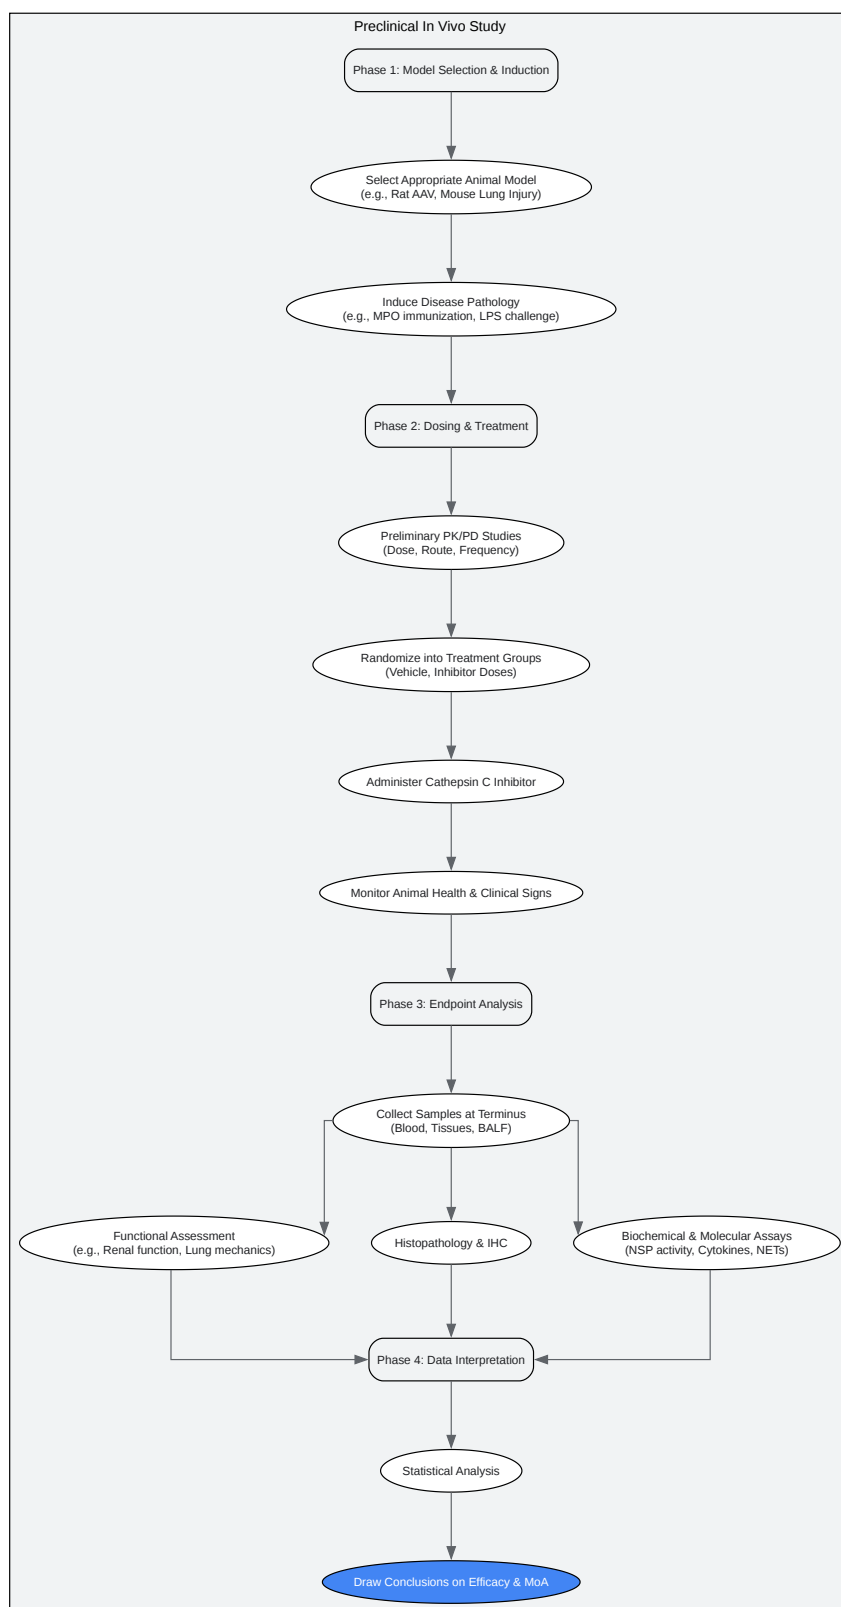 Preclinical In Vivo Study
Phase 1: Model Selection & Induction
Select Appropriate Animal Model
(e.g., Rat AAV, Mouse Lung Injury)
Induce Disease Pathology
(e.g., MPO immunization, LPS challenge)
Phase 2: Dosing & Treatment
Preliminary PK/PD Studies
(Dose, Route, Frequency)
Randomize into Treatment Groups
(Vehicle, Inhibitor Doses)
Administer Cathepsin C Inhibitor
Monitor Animal Health & Clinical Signs
Phase 3: Endpoint Analysis
Collect Samples at Terminus
(Blood, Tissues, BALF)
Functional Assessment
(e.g., Renal function, Lung mechanics)
Histopathology & IHC
Biochemical & Molecular Assays
(NSP activity, Cytokines, NETs)
Phase 4: Data Interpretation
Statistical Analysis
Draw Conclusions on Efficacy & MoA